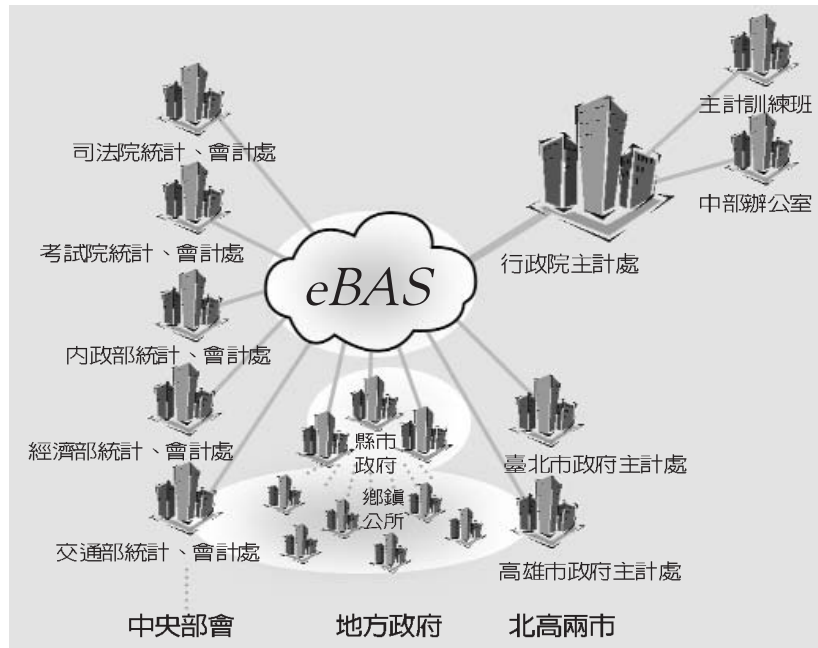 主計訓練班
司法院統計、會計處
中部辦公室
考試院統計、會計處
行政院主計處
eBAS
內政部統計、會計處
經濟部統計、會計處
縣市
政府
臺北市政府主計處
鄉鎮
公所
交通部統計、會計處
高雄市政府主計處
中央部會
地方政府
北高兩市